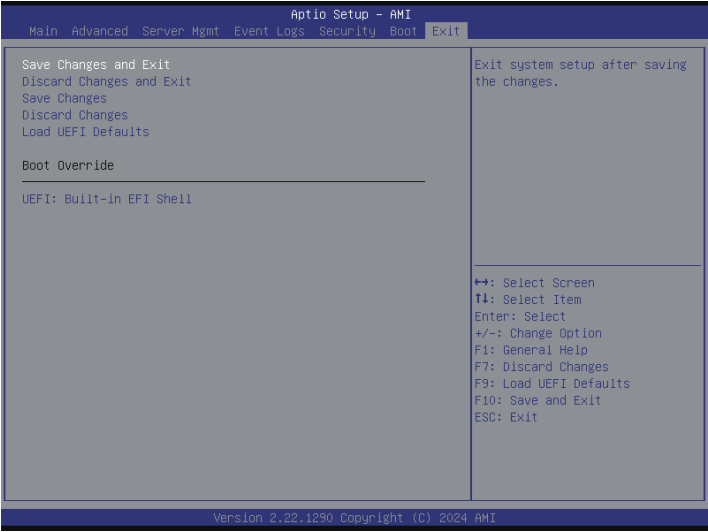 Aptio Setup – AMI
Main Advanced Server Mgmt Event Logs Security Boot Exit
Save Changes and Exit
Discard Changes and Exit
Save Changes
Discard Changes
Load UEFI Defaults
Boot Override
UEFI: Built-in EFI Shell
Exit system setup after saving
the changes.
↔: Select Screen
↑↓: Select Item
Enter: Select
+/-: Change Option
F1: General Help
F7: Discard Changes
F9: Load UEFI Defaults
F10: Save and Exit
ESC: Exit
Version 2.22.1290 Copyright (C) 2024 AMI